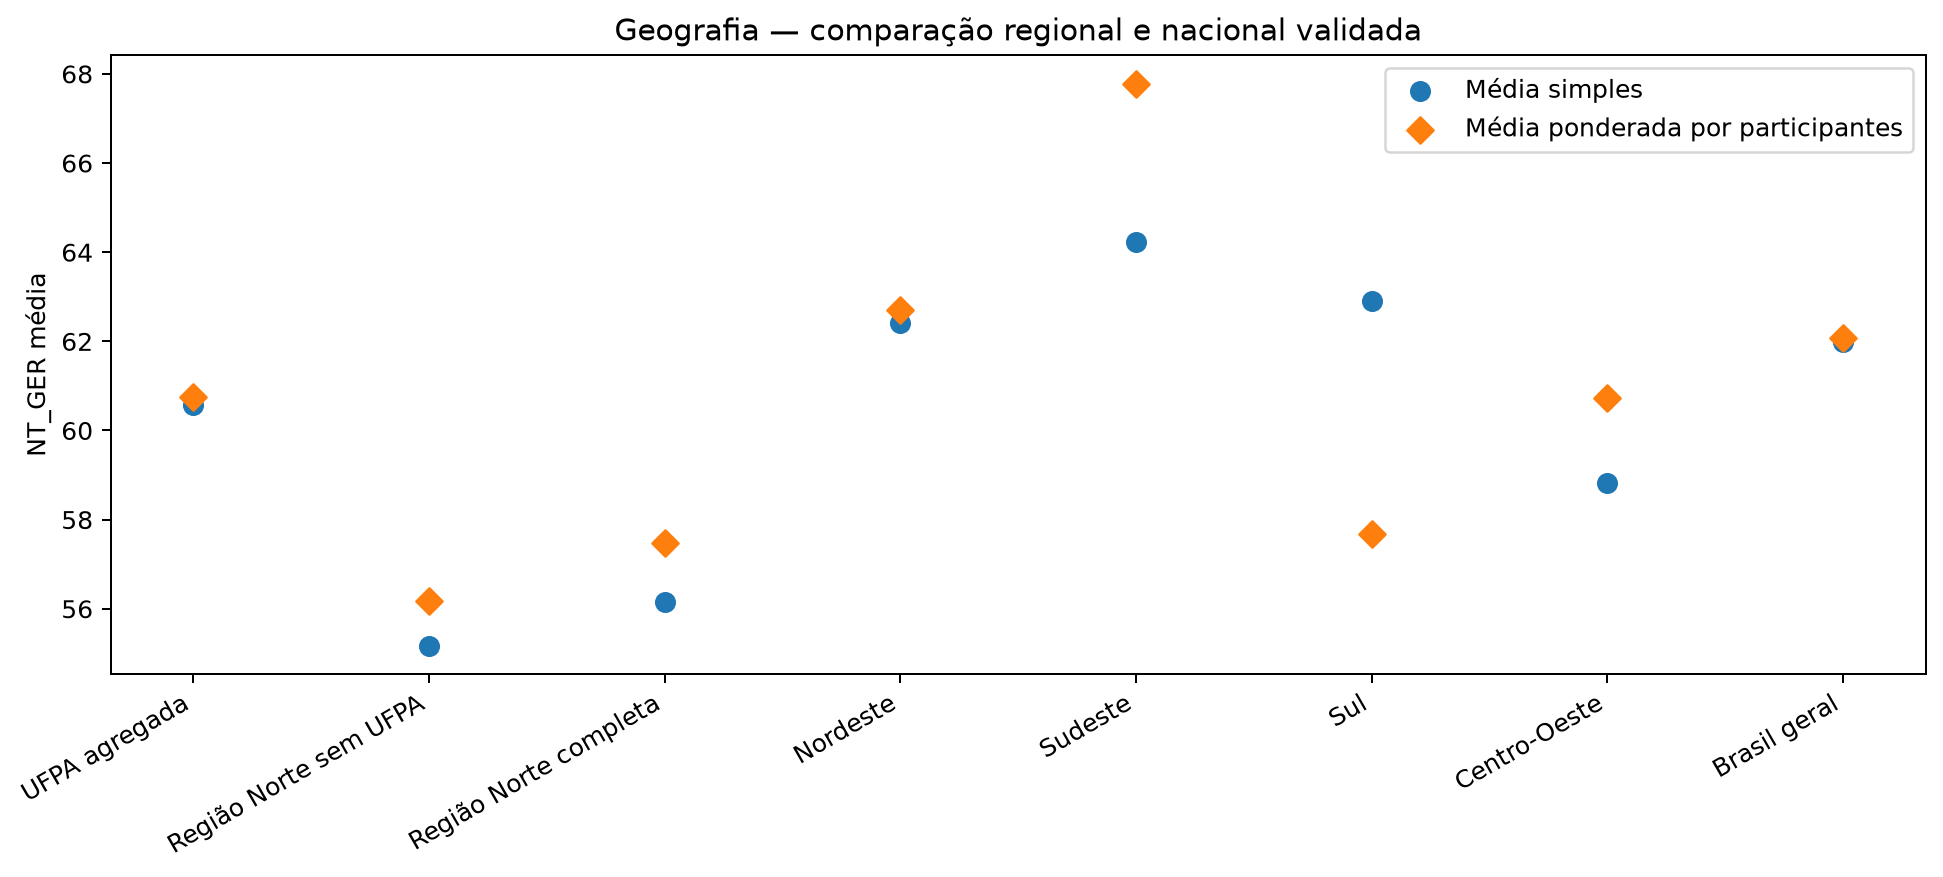 Geografia — comparação regional e nacional validada
Média simples
Média ponderada por participantes
NT_GER média
68
66
64
62
60
58
56
UFPA agregada
Região Norte sem UFPA
Região Norte completa
Nordeste
Sudeste
Sul
Centro-Oeste
Brasil geral